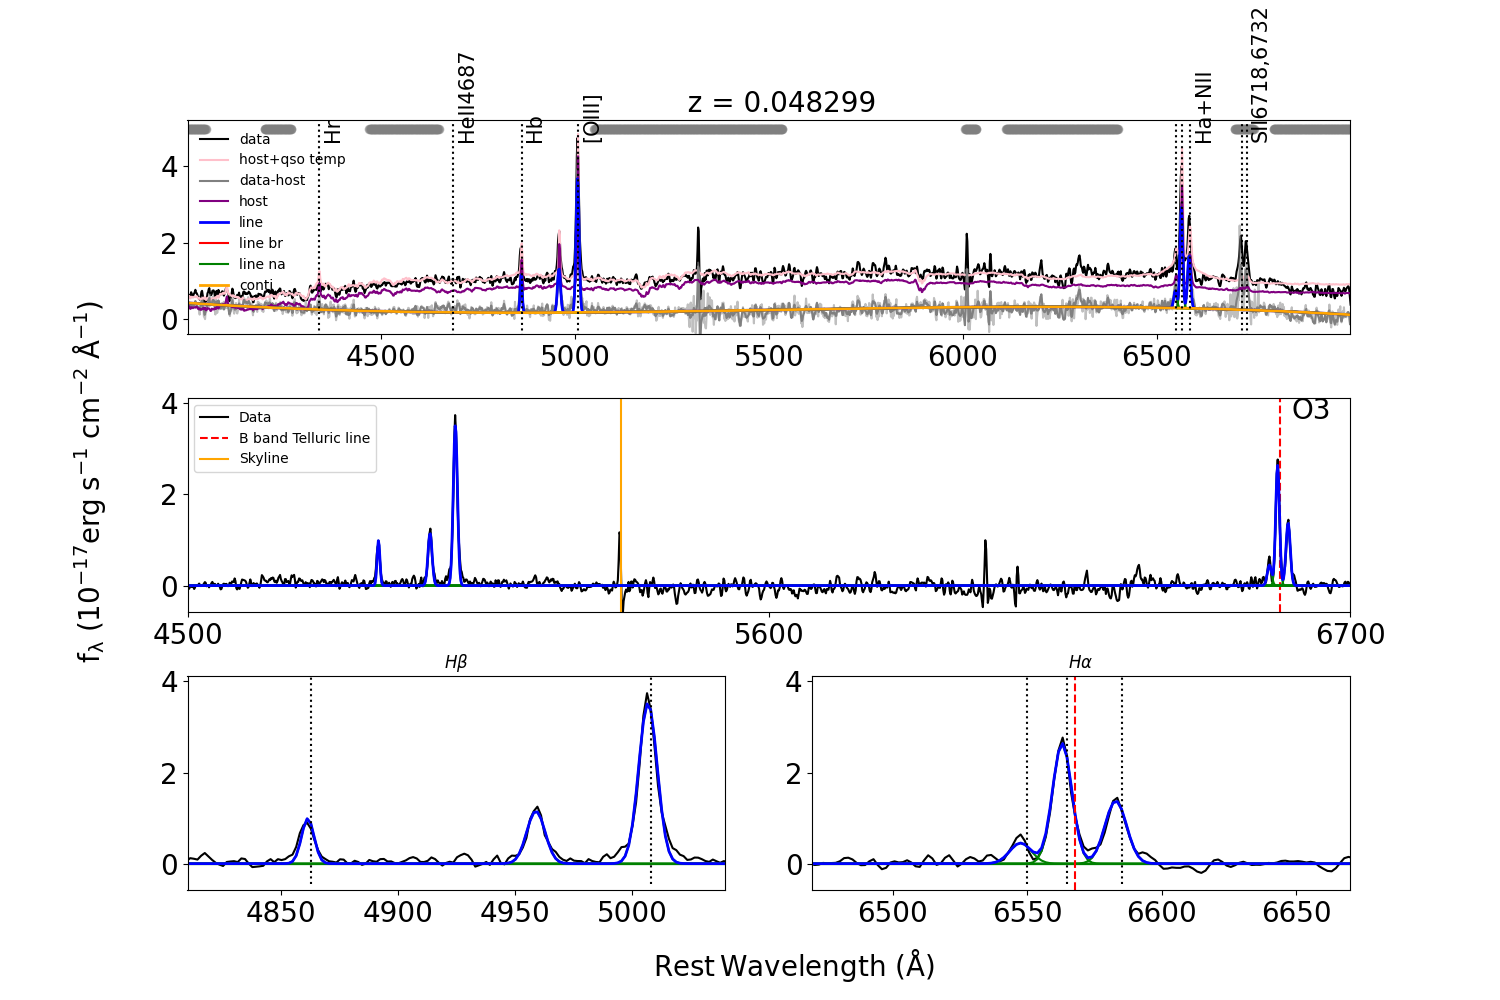 z = 0.048299
Hr
HeII4687
Hb
[OIII]
Ha+NII
SII6718,6732
data
host+qso temp
data-host
host
line
line br
line na
conti
4
2
0
4500
5000
5500
6000
6500
fλ (10−17erg s−1 cm−2 Å−1)
Data
B band Telluric line
Skyline
O3
4
2
0
4500
5600
6700
Hβ
4
2
0
4850
4900
4950
5000
Hα
4
2
0
6500
6550
6600
6650
Rest Wavelength (Å)